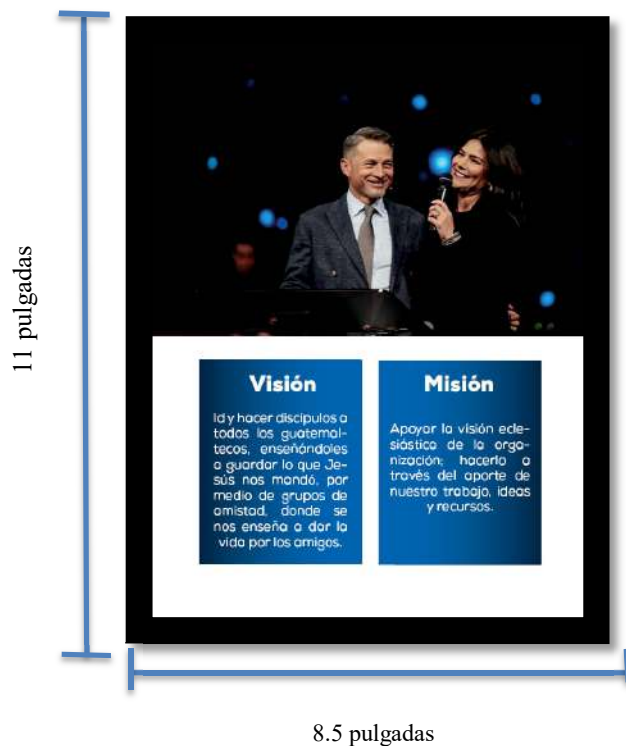 11 pulgadas
Visión
Id y hacer discípulos a
todos los guatemal-
tecos, enseñándoles
a guardar lo que Je-
sús nos mandó, por
medio de grupos de
amistad, donde se
nos enseña a dar la
vida por los amigos.
Misión
Apoyar la visión ecle-
siástica de la orga-
nización; hacerlo a
través del aporte de
nuestro trabajo, ideas
y recursos.
8.5 pulgadas